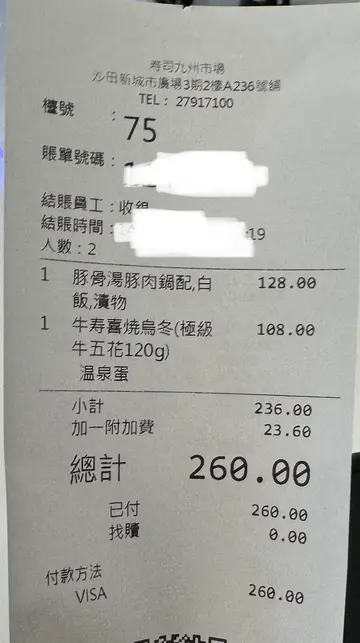 寿司九州市場
沙田新城市廣場3期2樓A236號舖
TEL: 27917100
檯號 : 75
賬單號碼 :
結賬員工 : 收銀
結賬時間 : :19
人數 : 2
1 豚骨湯豚肉鍋配,白 128.00
飯,漬物
1 牛寿喜燒烏冬(極級 108.00
牛五花120g)
温泉蛋
小計 236.00
加一附加費 23.60
總計 260.00
已付 260.00
找贖 0.00
付款方法
VISA 260.00